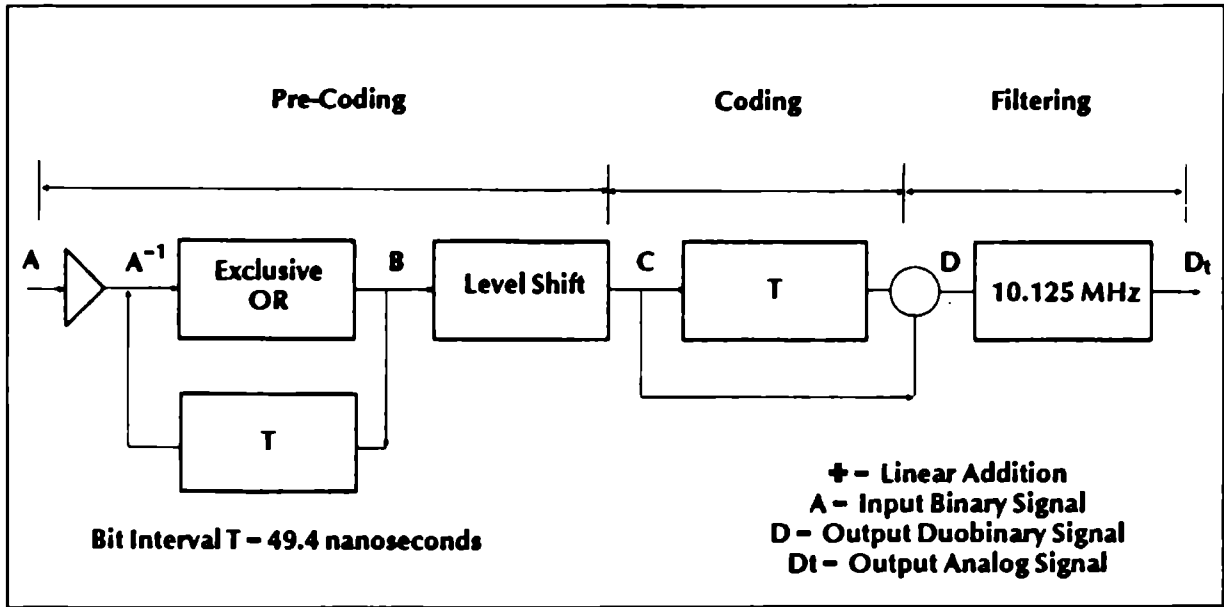 Pre-Coding
Coding
Filtering
A
A⁻¹
Exclusive
OR
B
Level Shift
C
T
D
10.125 MHz
Dt
T
+ – Linear Addition
A – Input Binary Signal
D – Output Duobinary Signal
Dt – Output Analog Signal
Bit Interval T – 49.4 nanoseconds